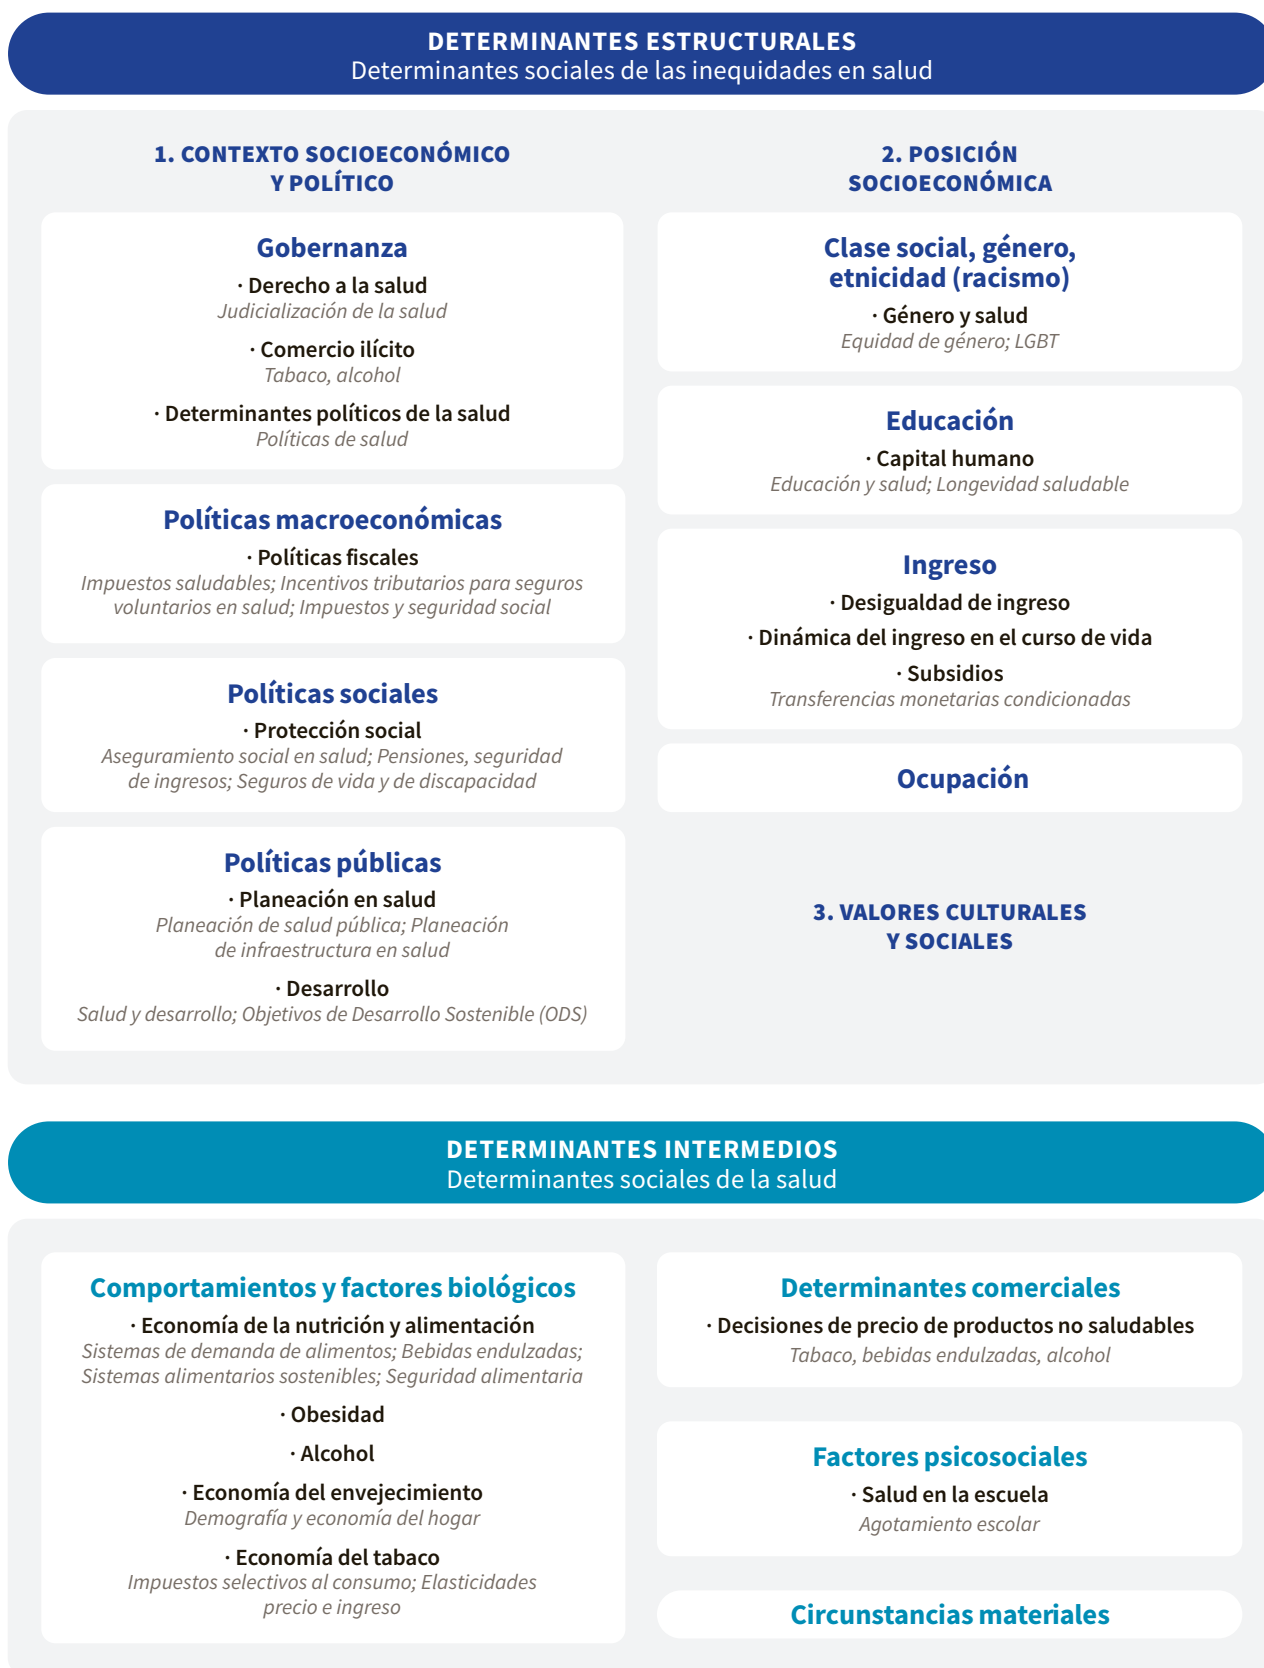 DETERMINANTES ESTRUCTURALES
Determinantes sociales de las inequidades en salud
1. CONTEXTO SOCIOECONÓMICO
Y POLÍTICO
Gobernanza
· Derecho a la salud
Judicialización de la salud
· Comercio ilícito
Tabaco, alcohol
· Determinantes políticos de la salud
Políticas de salud
Políticas macroeconómicas
· Políticas fiscales
Impuestos saludables; Incentivos tributarios para seguros
voluntarios en salud; Impuestos y seguridad social
Políticas sociales
· Protección social
Aseguramiento social en salud; Pensiones, seguridad
de ingresos; Seguros de vida y de discapacidad
Políticas públicas
· Planeación en salud
Planeación de salud pública; Planeación
de infraestructura en salud
· Desarrollo
Salud y desarrollo; Objetivos de Desarrollo Sostenible (ODS)
2. POSICIÓN
SOCIOECONÓMICA
Clase social, género,
etnicidad (racismo)
· Género y salud
Equidad de género; LGBT
Educación
· Capital humano
Educación y salud; Longevidad saludable
Ingreso
· Desigualdad de ingreso
· Dinámica del ingreso en el curso de vida
· Subsidios
Transferencias monetarias condicionadas
Ocupación
3. VALORES CULTURALES
Y SOCIALES
DETERMINANTES INTERMEDIOS
Determinantes sociales de la salud
Comportamientos y factores biológicos
· Economía de la nutrición y alimentación
Sistemas de demanda de alimentos; Bebidas endulzadas;
Sistemas alimentarios sostenibles; Seguridad alimentaria
· Obesidad
· Alcohol
· Economía del envejecimiento
Demografía y economía del hogar
· Economía del tabaco
Impuestos selectivos al consumo; Elasticidades
precio e ingreso
Determinantes comerciales
· Decisiones de precio de productos no saludables
Tabaco, bebidas endulzadas, alcohol
Factores psicosociales
· Salud en la escuela
Agotamiento escolar
Circunstancias materiales